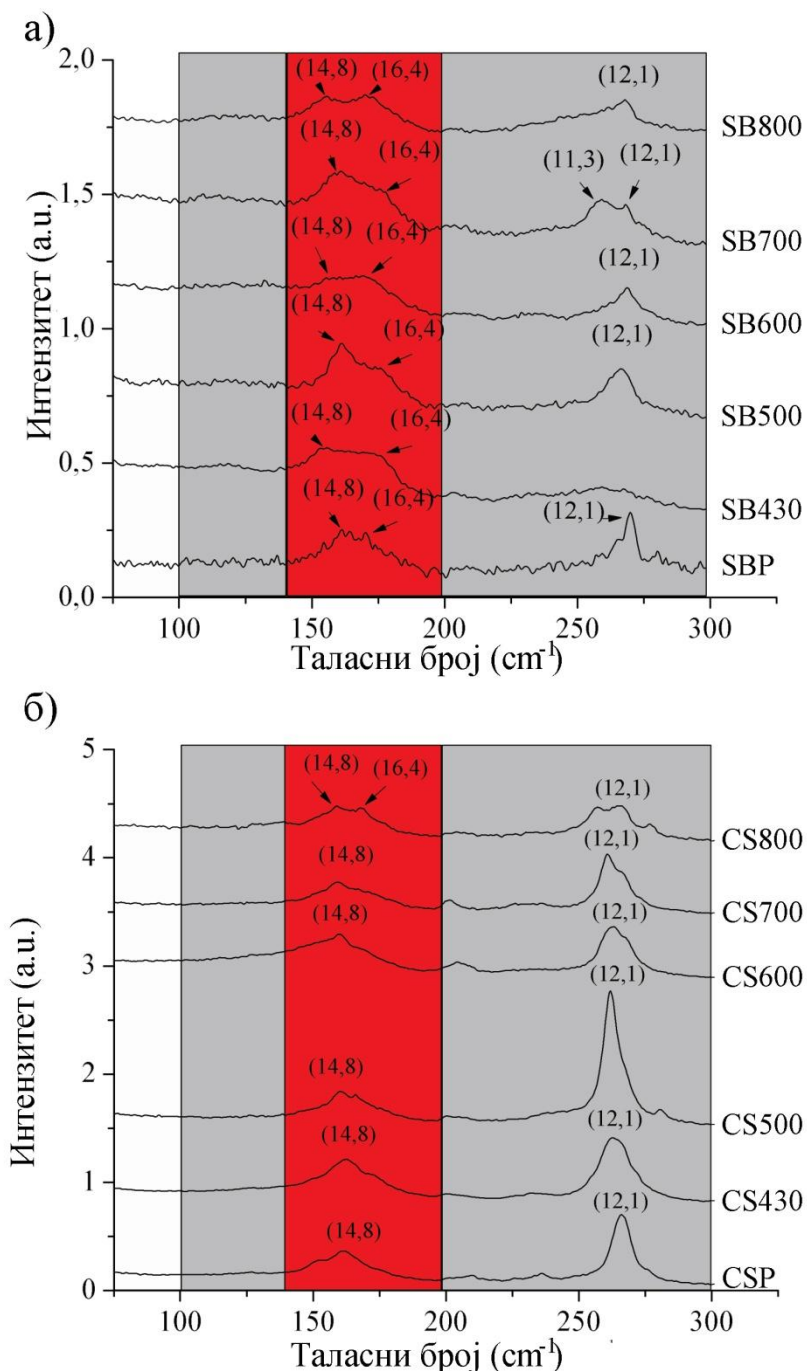 а)
2,0
(14,8) (16,4) (12,1)
SB800
(14,8) (16,4) (11,3) (12,1)
1,5
SB700
(14,8) (16,4) (12,1)
SB600
1,0
(14,8) (16,4) (12,1)
SB500
(14,8) (16,4)
0,5
SB430
(14,8) (16,4) (12,1)
SBP
0,0
100 150 200 250 300
Интензитет (a.u.)
Таласни број (cm⁻¹)
б)
5
(14,8) (16,4) (12,1)
CS800
4
(14,8) (12,1)
CS700
(14,8) (12,1)
3
CS600
(12,1)
2
(14,8)
CS500
(14,8) (12,1)
1
CS430
(14,8) (12,1)
CSP
0
100 150 200 250 300
Интензитет (a.u.)
Таласни број (cm⁻¹)